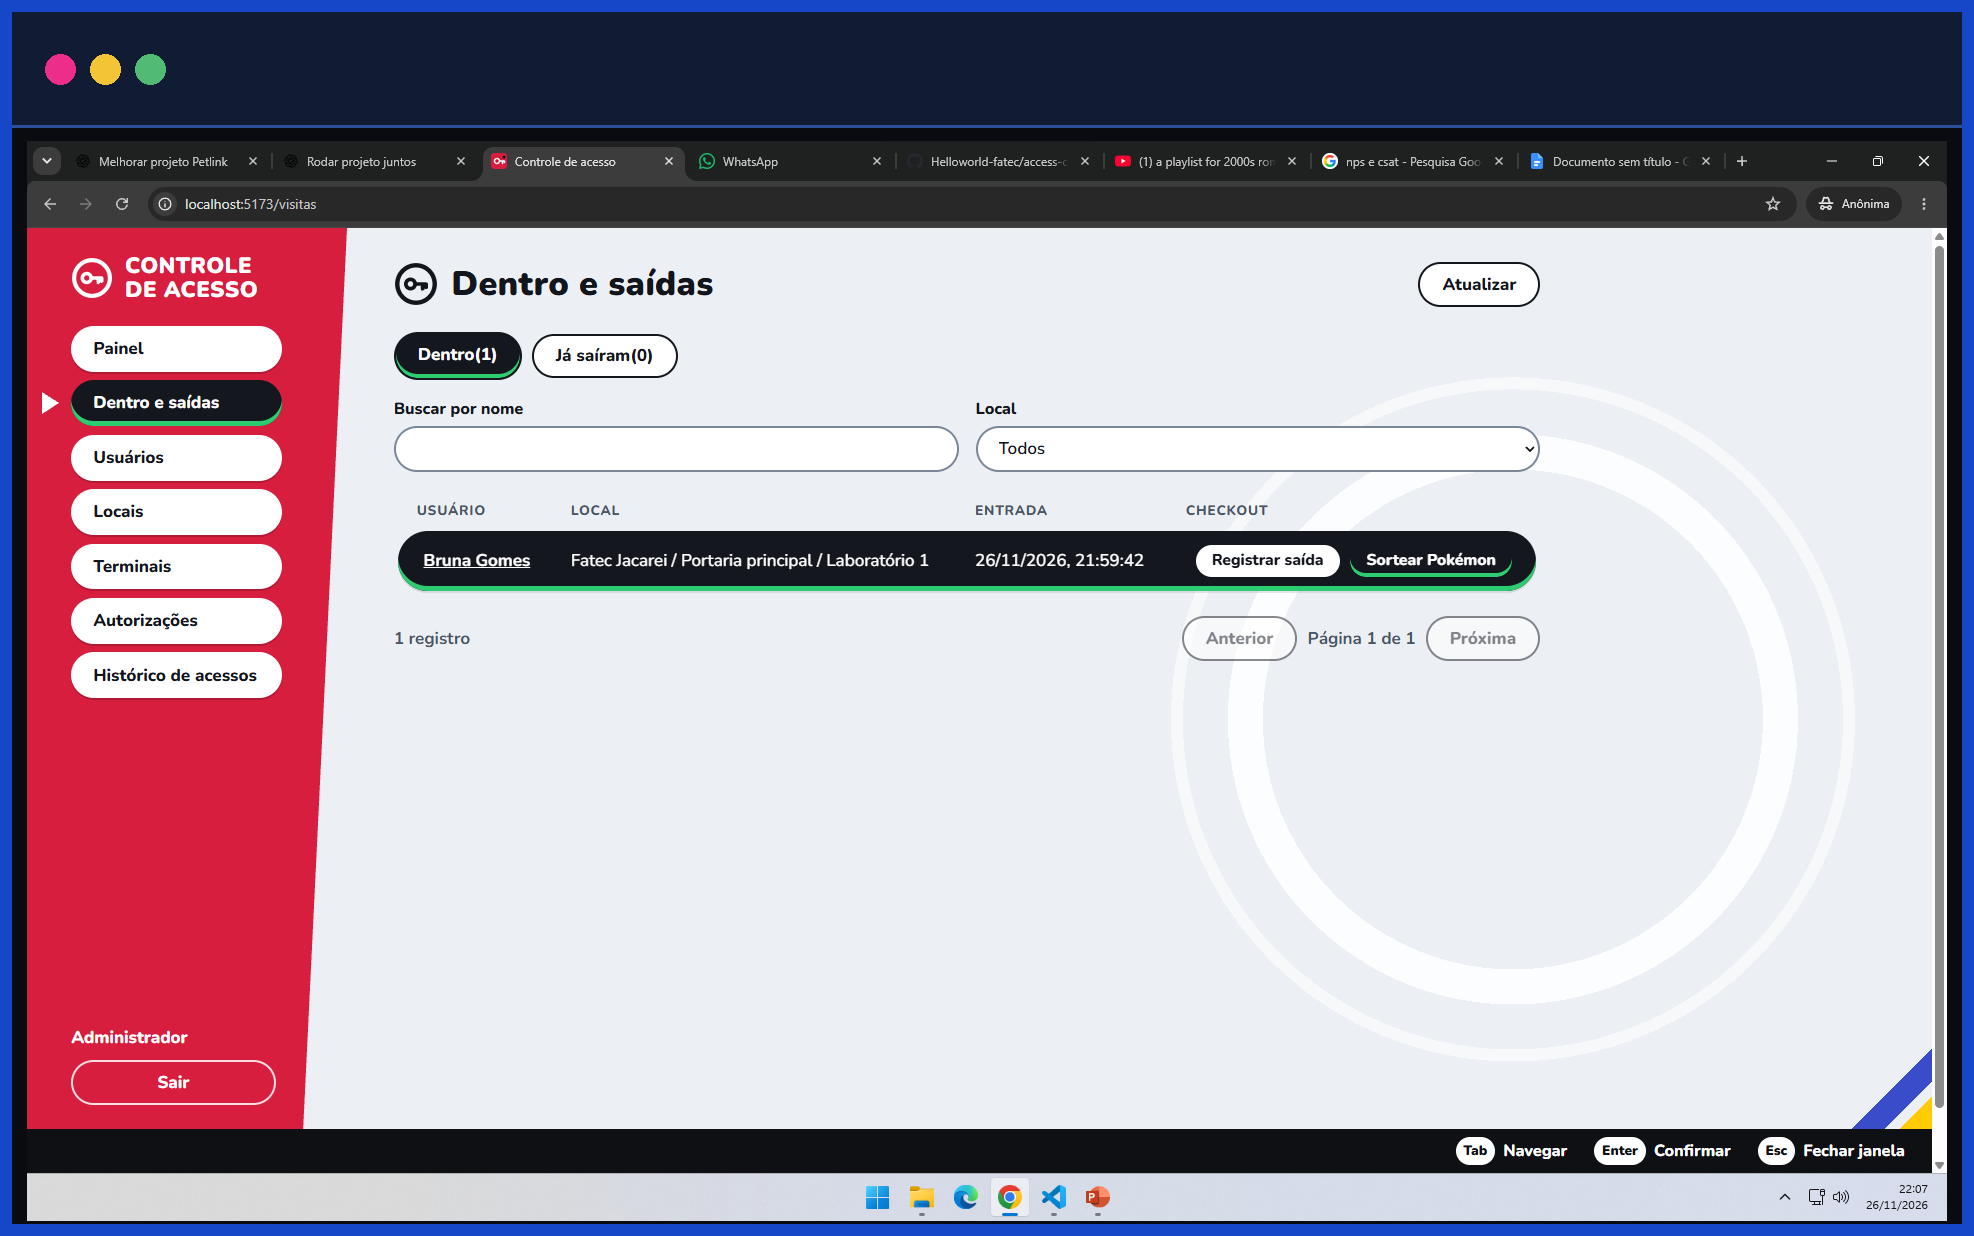 Melhorar projeto Petlink
Rodar projeto juntos
Controle de acesso
WhatsApp
Helloworld-fatec/access-c
(1) a playlist for 2000s ron
nps e csat - Pesquisa Goo
Documento sem título - G
localhost:5173/visitas
Anônima
CONTROLE
DE ACESSO
Painel
Dentro e saídas
Usuários
Locais
Terminais
Autorizações
Histórico de acessos
Administrador
Sair
Dentro e saídas
Atualizar
Dentro(1)
Já saíram(0)
Buscar por nome
Local
Todos
USUÁRIO
LOCAL
ENTRADA
CHECKOUT
Bruna Gomes
Fatec Jacarei / Portaria principal / Laboratório 1
26/11/2026, 21:59:42
Registrar saída
Sortear Pokémon
1 registro
Anterior
Página 1 de 1
Próxima
Tab Navegar
Enter Confirmar
Esc Fechar janela
22:07
26/11/2026